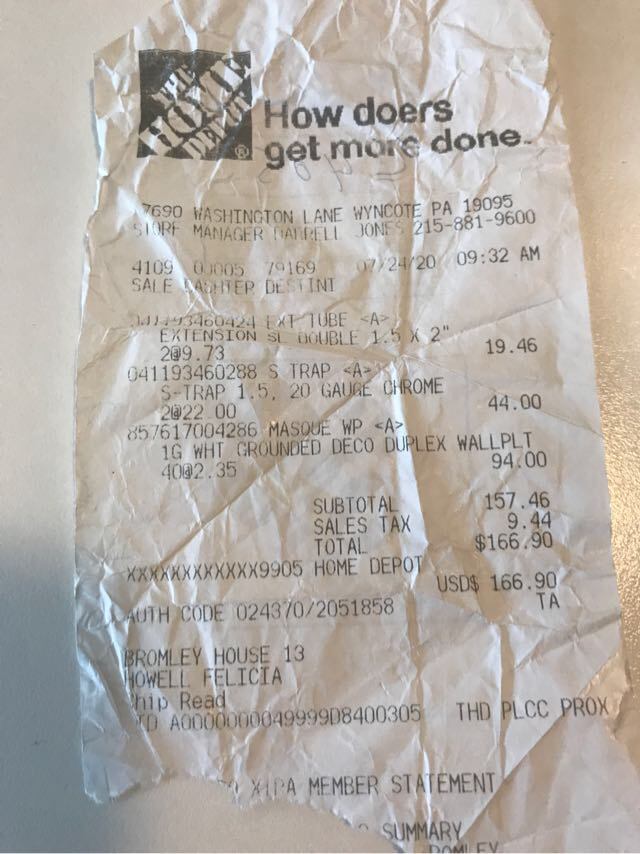 THE HOME DEPOT ®
How doers
get more done.
7690 WASHINGTON LANE WYNCOTE PA 19095
STORE MANAGER DARRELL JONES 215-881-9600
4109 00005 79169 07/24/20 09:32 AM
SALE CASHIER DESTINI
041193460424 EXT TUBE <A>
EXTENSION SL DOUBLE 1.5 X 2"
2@9.73 19.46
041193460288 S TRAP <A>
S-TRAP 1.5, 20 GAUGE CHROME
2@22.00 44.00
857617004286 MASQUE WP <A>
1G WHT GROUNDED DECO DUPLEX WALLPLT
40@2.35 94.00
SUBTOTAL 157.46
SALES TAX 9.44
TOTAL $166.90
XXXXXXXXXXXX9905 HOME DEPOT
USD$ 166.90
AUTH CODE 024370/2051858 TA
BROMLEY HOUSE 13
HOWELL FELICIA
Chip Read
AID A0000000049999D8400305 THD PLCC PROX
MEMBER STATEMENT
SUMMARY